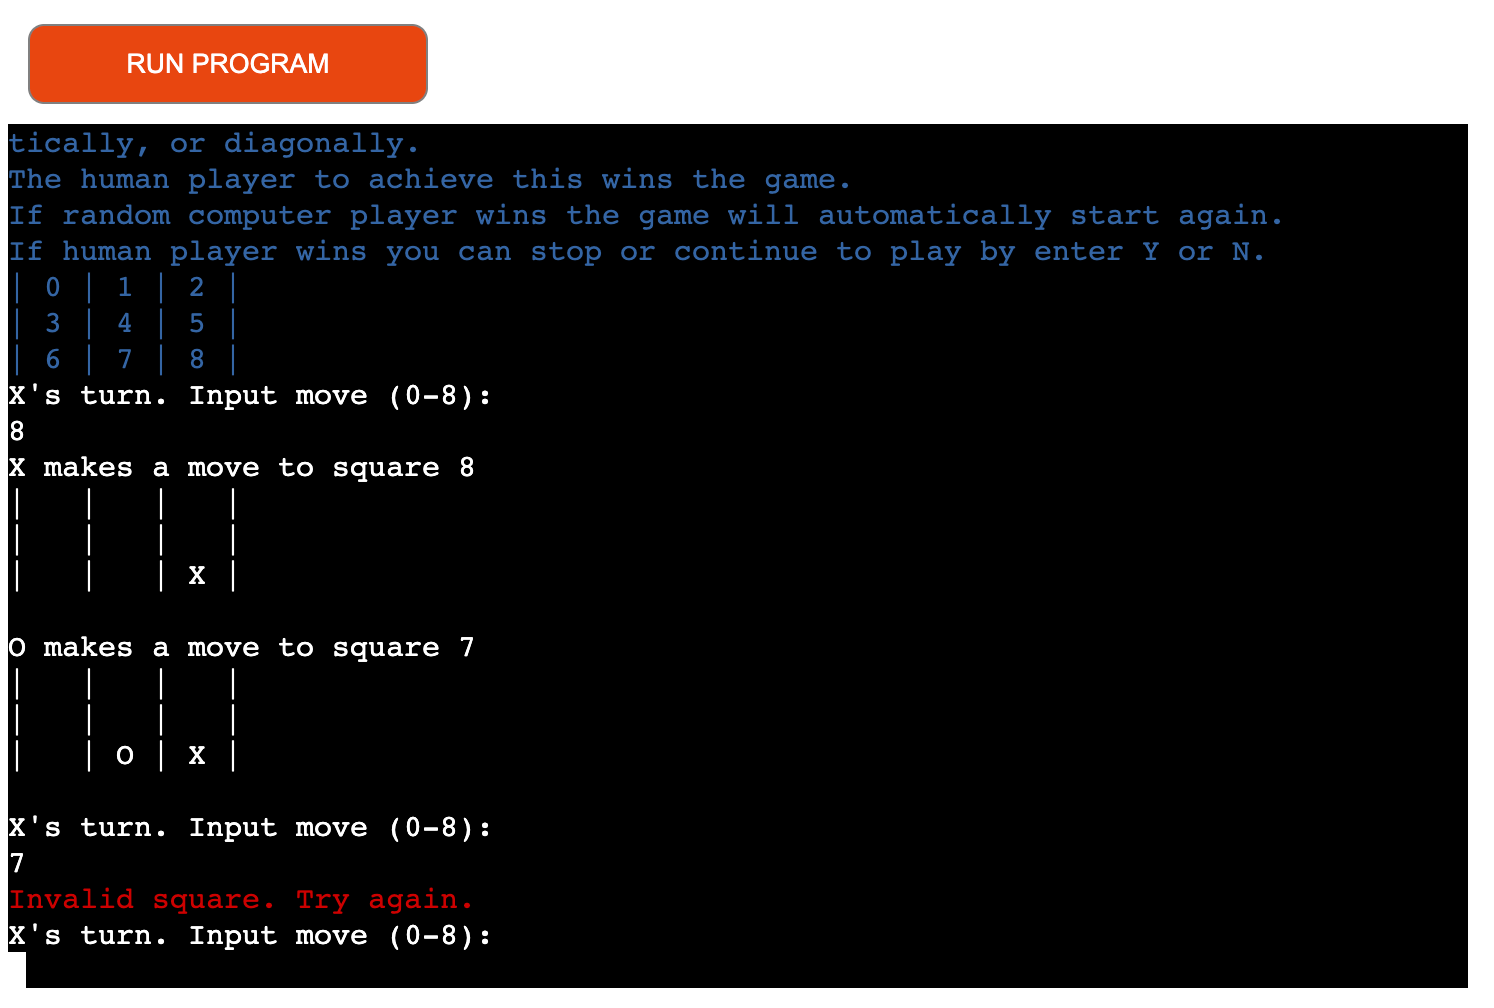 RUN PROGRAM
tically, or diagonally.
The human player to achieve this wins the game.
If random computer player wins the game will automatically start again.
If human player wins you can stop or continue to play by enter Y or N.
| 0 | 1 | 2 |
| 3 | 4 | 5 |
| 6 | 7 | 8 |
X's turn. Input move (0-8):
8
X makes a move to square 8
|   |   |   |
|   |   |   |
|   |   | X |
O makes a move to square 7
|   |   |   |
|   |   |   |
|   | O | X |
X's turn. Input move (0-8):
7
Invalid square. Try again.
X's turn. Input move (0-8):